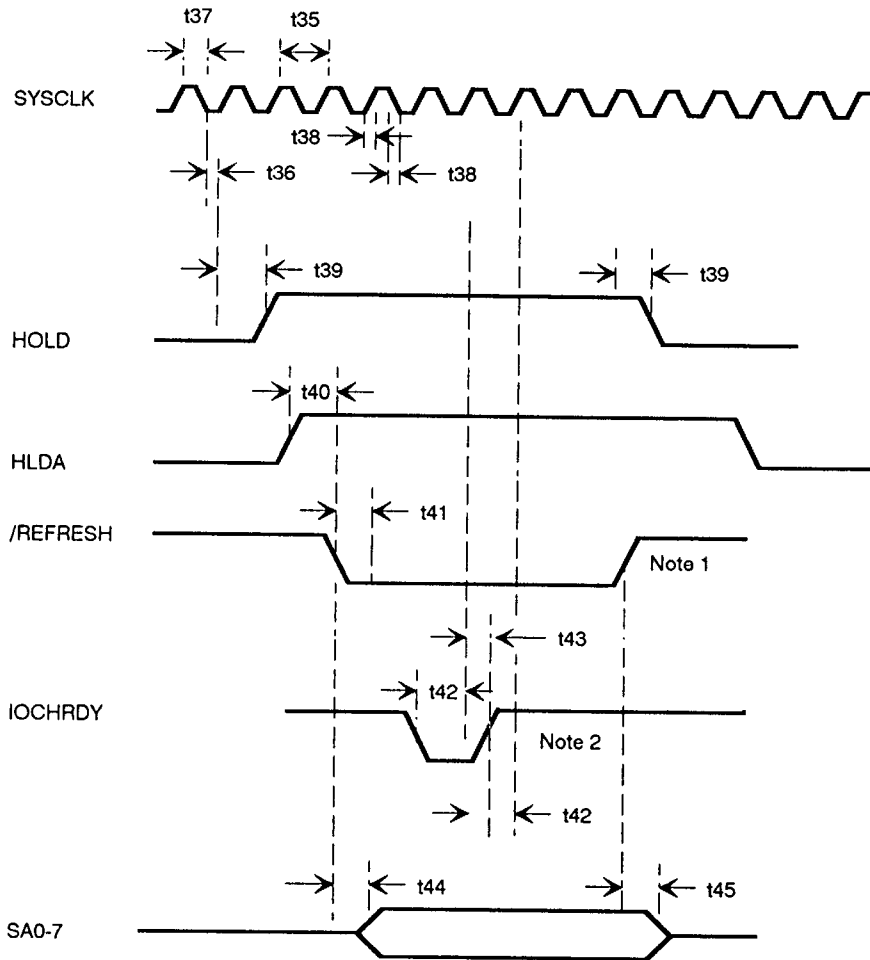 t37 t35
SYSCLK
t38
t36 t38
t39 t39
HOLD
t40
HLDA
t41
/REFRESH
Note 1
t43
t42
IOCHRDY
Note 2
t42
t44 t45
SA0-7